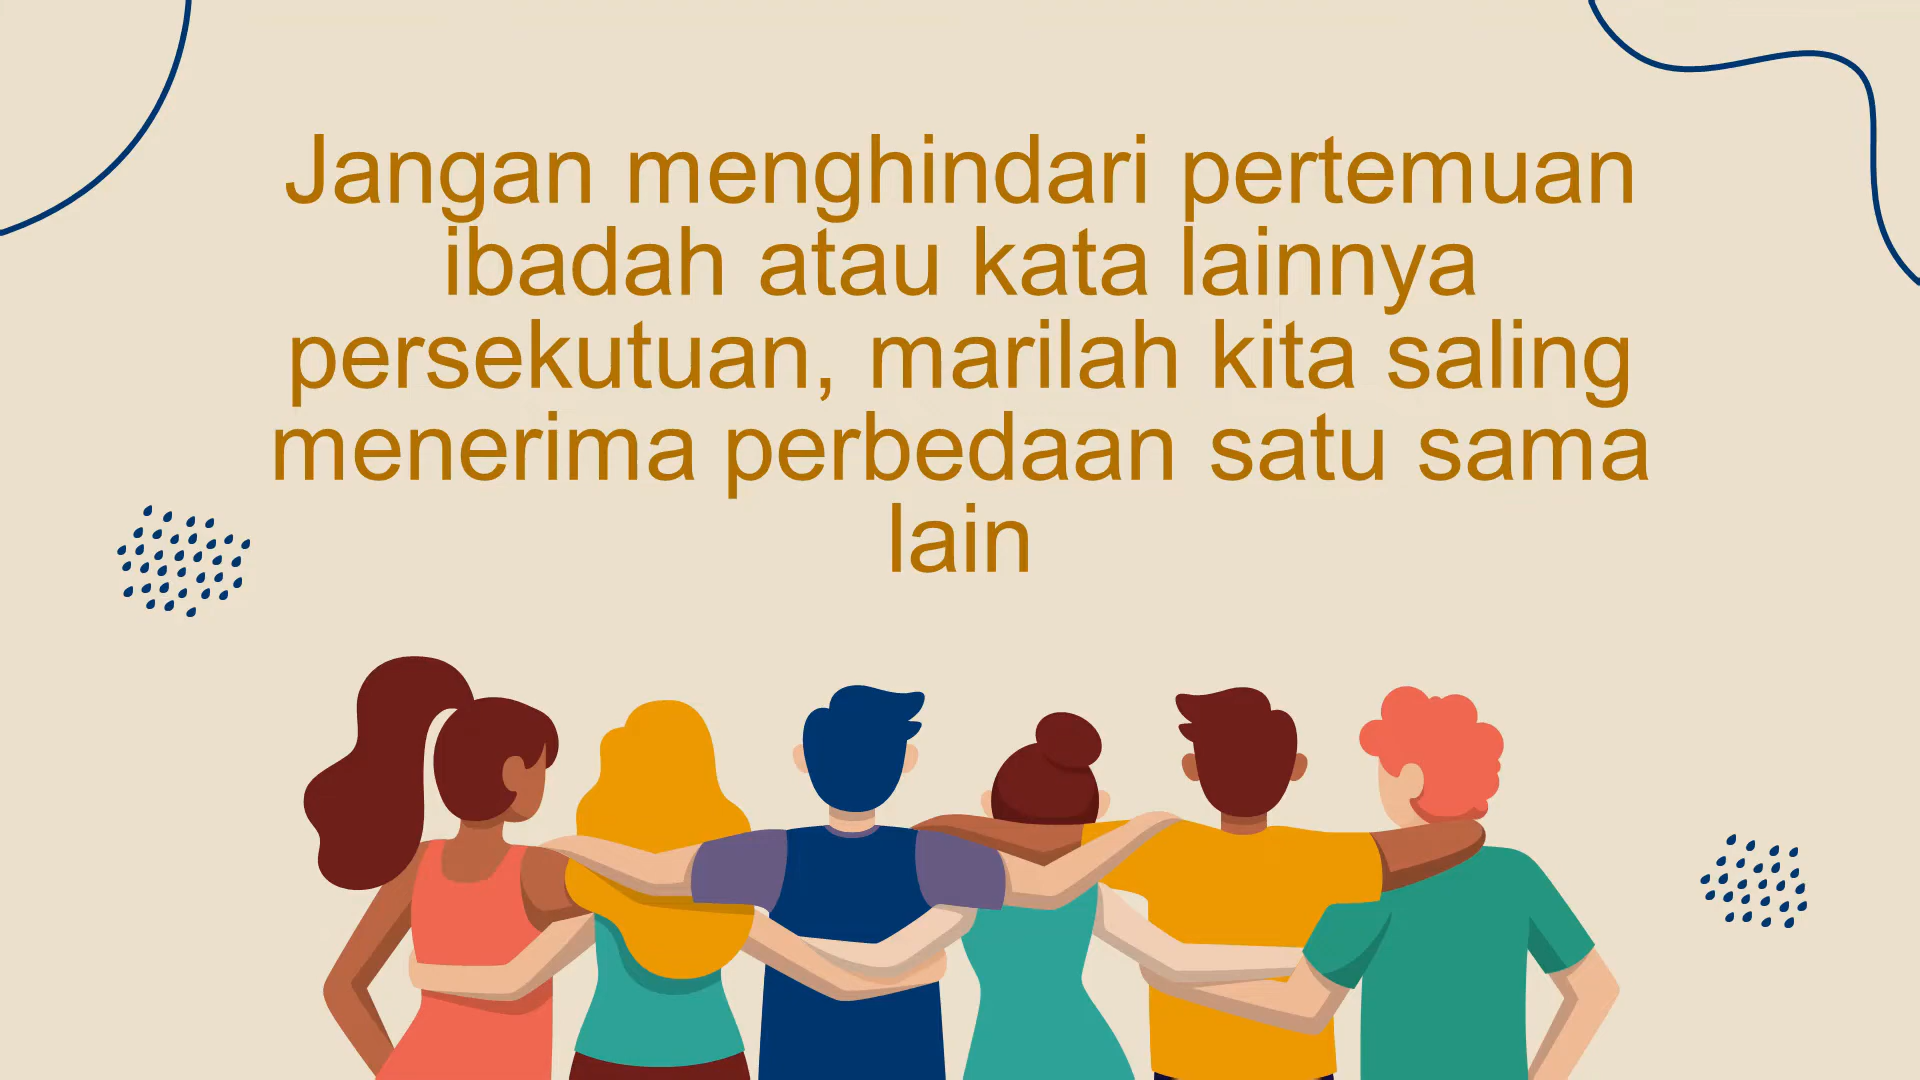 Jangan menghindari pertemuan
ibadah atau kata lainnya
persekutuan, marilah kita saling
menerima perbedaan satu sama
lain